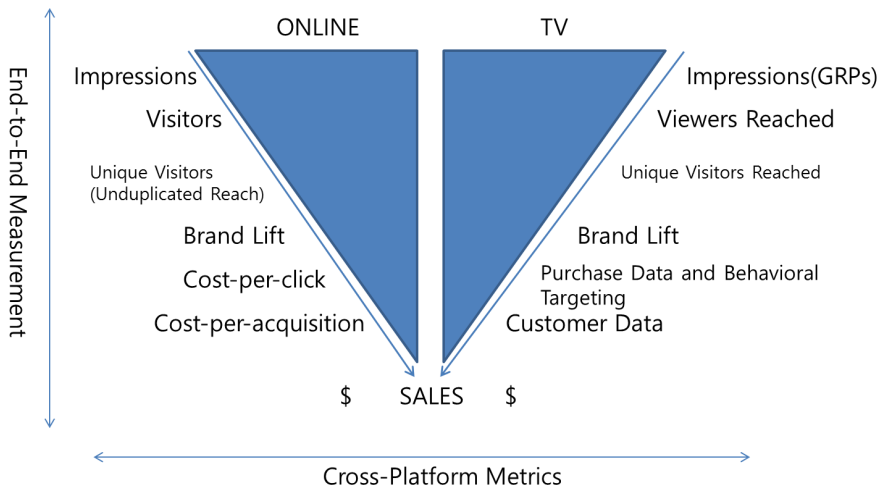 ONLINE
TV
End-to-End Measurement
Impressions
Visitors
Unique Visitors
(Unduplicated Reach)
Brand Lift
Cost-per-click
Cost-per-acquisition
Impressions(GRPs)
Viewers Reached
Unique Visitors Reached
Brand Lift
Purchase Data and Behavioral
Targeting
Customer Data
$ SALES $
Cross-Platform Metrics